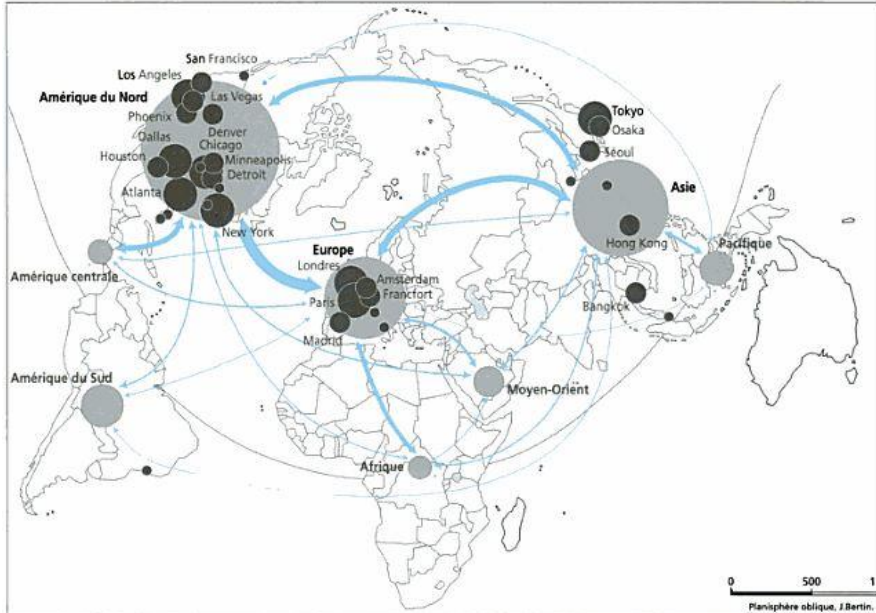 San Francisco
Los Angeles
Las Vegas
Amérique du Nord
Phoenix
Denver
Dallas
Chicago
Houston
Minneapolis
Detroit
Atlanta
New York
Tokyo
Osaka
Séoul
Asie
Hong Kong
Pacifique
Bangkok
Europe
Londres
Amsterdam
Paris
Francfort
Madrid
Amérique centrale
Amérique du Sud
Moyen-Orient
Afrique
0 500
Planisphère oblique, J.Bertin.